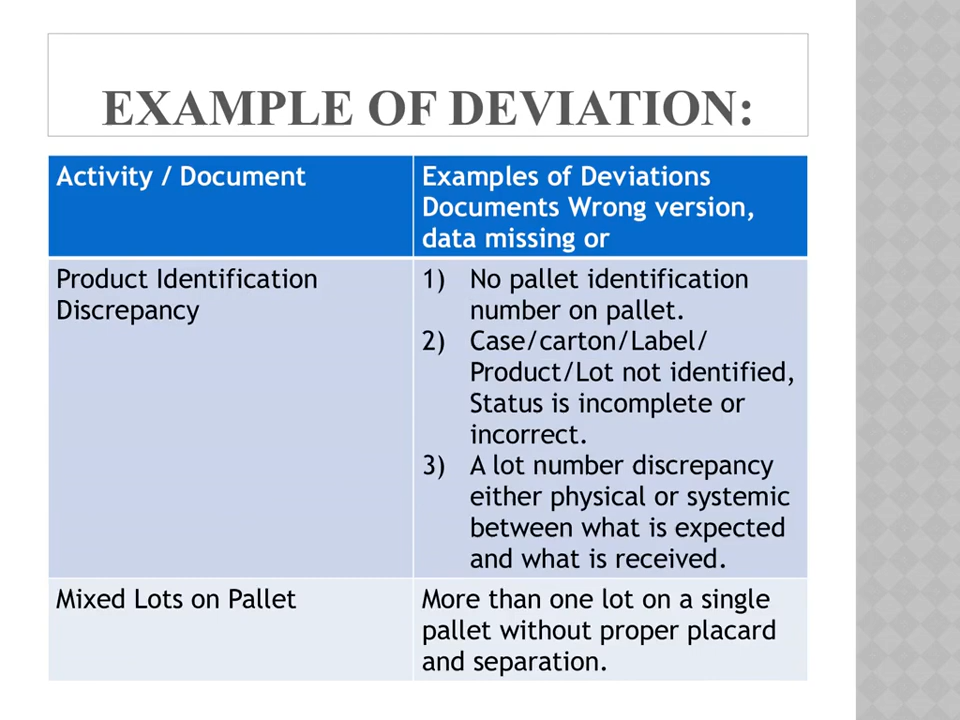 EXAMPLE OF DEVIATION:
Activity / Document
Examples of Deviations
Documents Wrong version,
data missing or
Product Identification
Discrepancy
1) No pallet identification
number on pallet.
2) Case/carton/Label/
Product/Lot not identified,
Status is incomplete or
incorrect.
3) A lot number discrepancy
either physical or systemic
between what is expected
and what is received.
Mixed Lots on Pallet
More than one lot on a single
pallet without proper placard
and separation.